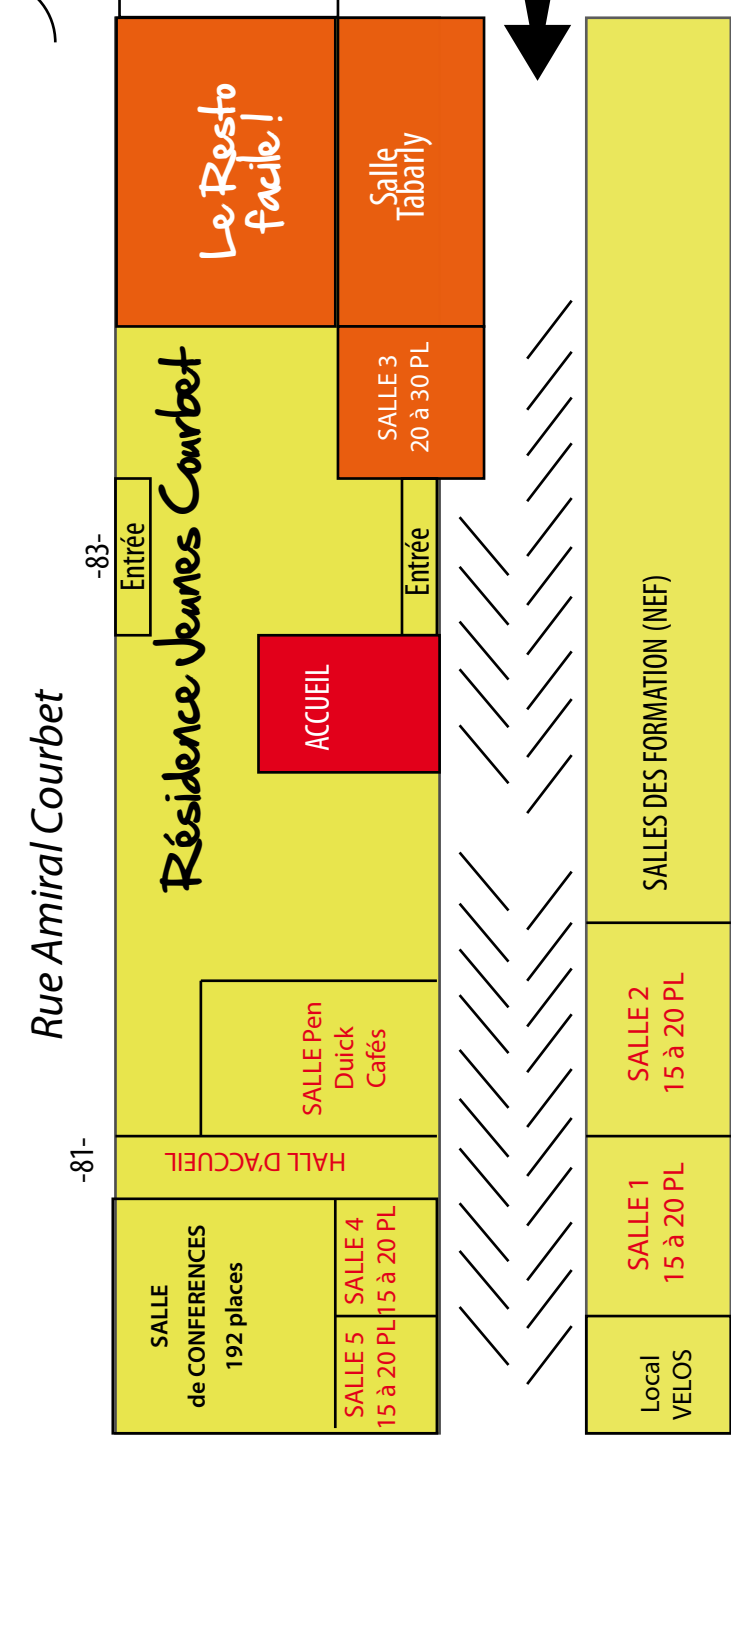 Rue Amiral Courbet
-81-
-83-
Le Resto
facile !
Salle
Tabarly
SALLE 3
20 à 30 PL
Entrée
Entrée
Résidence Jeunes Courbet
ACCUEIL
SALLE Pen
Duick
Cafés
HALL D'ACCUEIL
SALLE
de CONFERENCES
192 places
SALLE 4
15 à 20 PL
SALLE 5
15 à 20 PL
SALLES DES FORMATION (NEF)
SALLE 2
15 à 20 PL
SALLE 1
15 à 20 PL
Local
VELOS